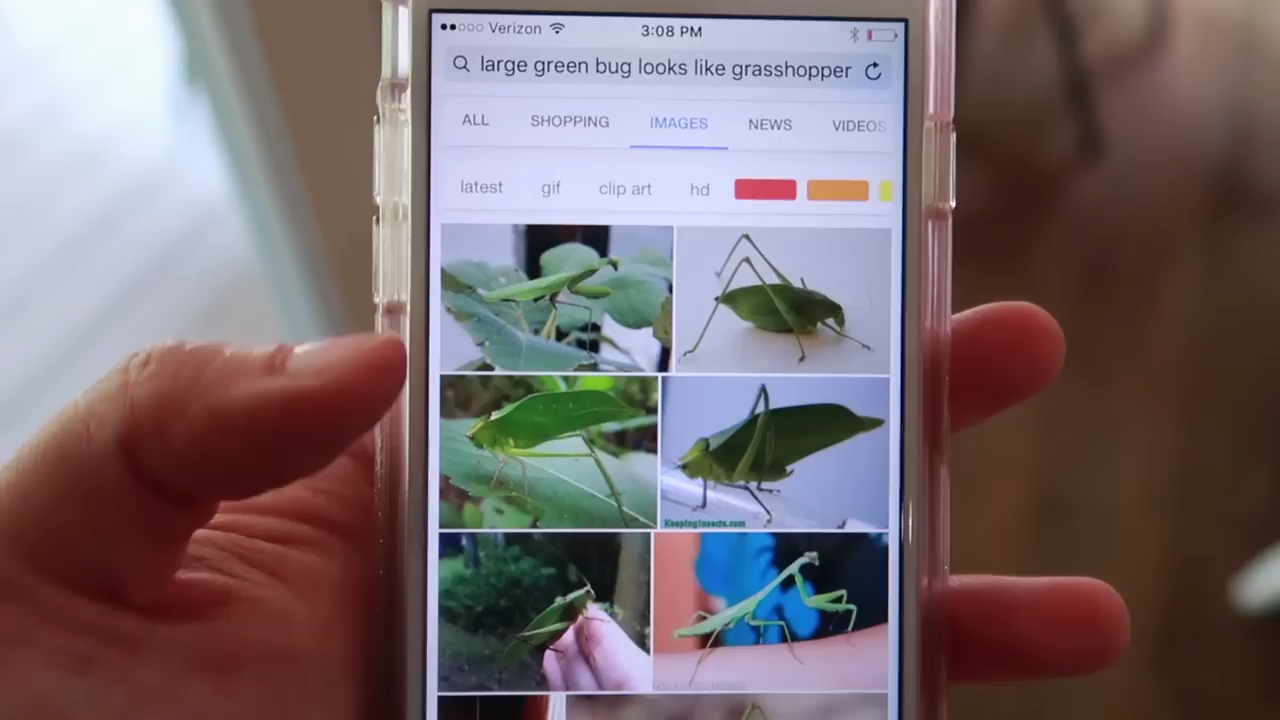 Verizon 3:08 PM
large green bug looks like grasshopper
ALL SHOPPING IMAGES NEWS VIDEOS
latest gif clip art hd
KeepingInsects.com